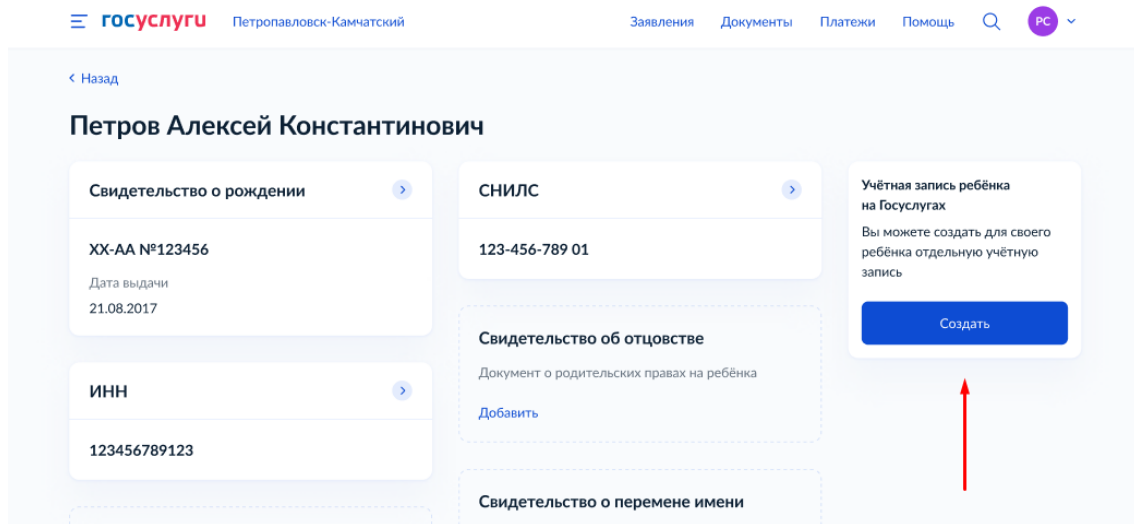 госуслуги Петропавловск-Камчатский Заявления Документы Платежи Помощь РС
Назад
Петров Алексей Константинович
Свидетельство о рождении
XX-AA №123456
Дата выдачи
21.08.2017
ИНН
123456789123
СНИЛС
123-456-789 01
Свидетельство об отцовстве
Документ о родительских правах на ребёнка
Добавить
Свидетельство о перемене имени
Учётная запись ребёнка
на Госуслугах
Вы можете создать для своего
ребёнка отдельную учётную
запись
Создать